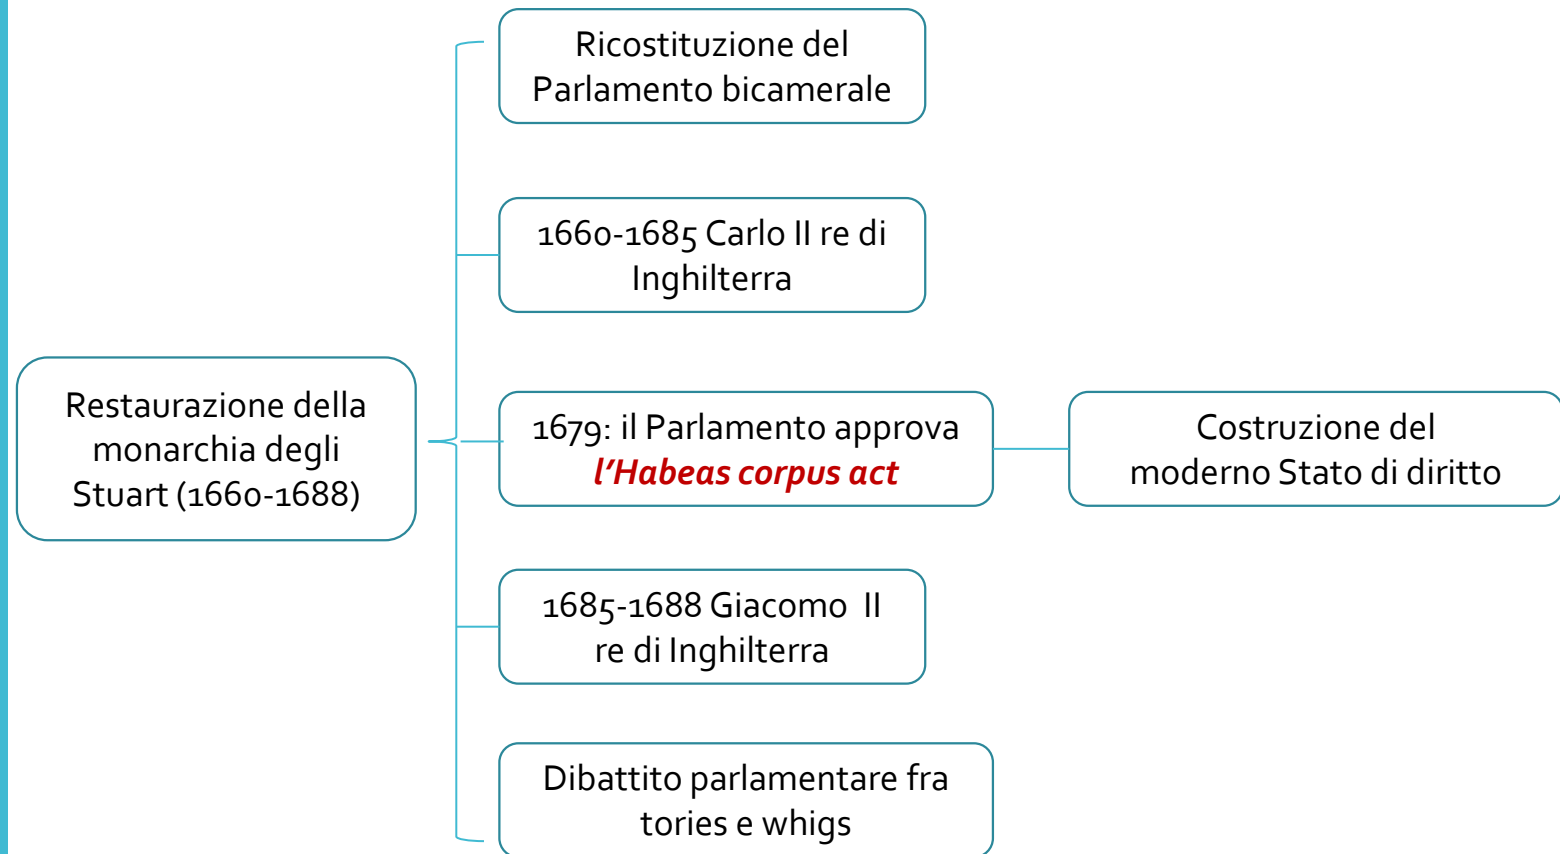 Ricostituzione del
Parlamento bicamerale
1660-1685 Carlo II re di
Inghilterra
Restaurazione della
monarchia degli
Stuart (1660-1688)
1679: il Parlamento approva
l'Habeas corpus act
Costruzione del
moderno Stato di diritto
1685-1688 Giacomo II
re di Inghilterra
Dibattito parlamentare fra
tories e whigs